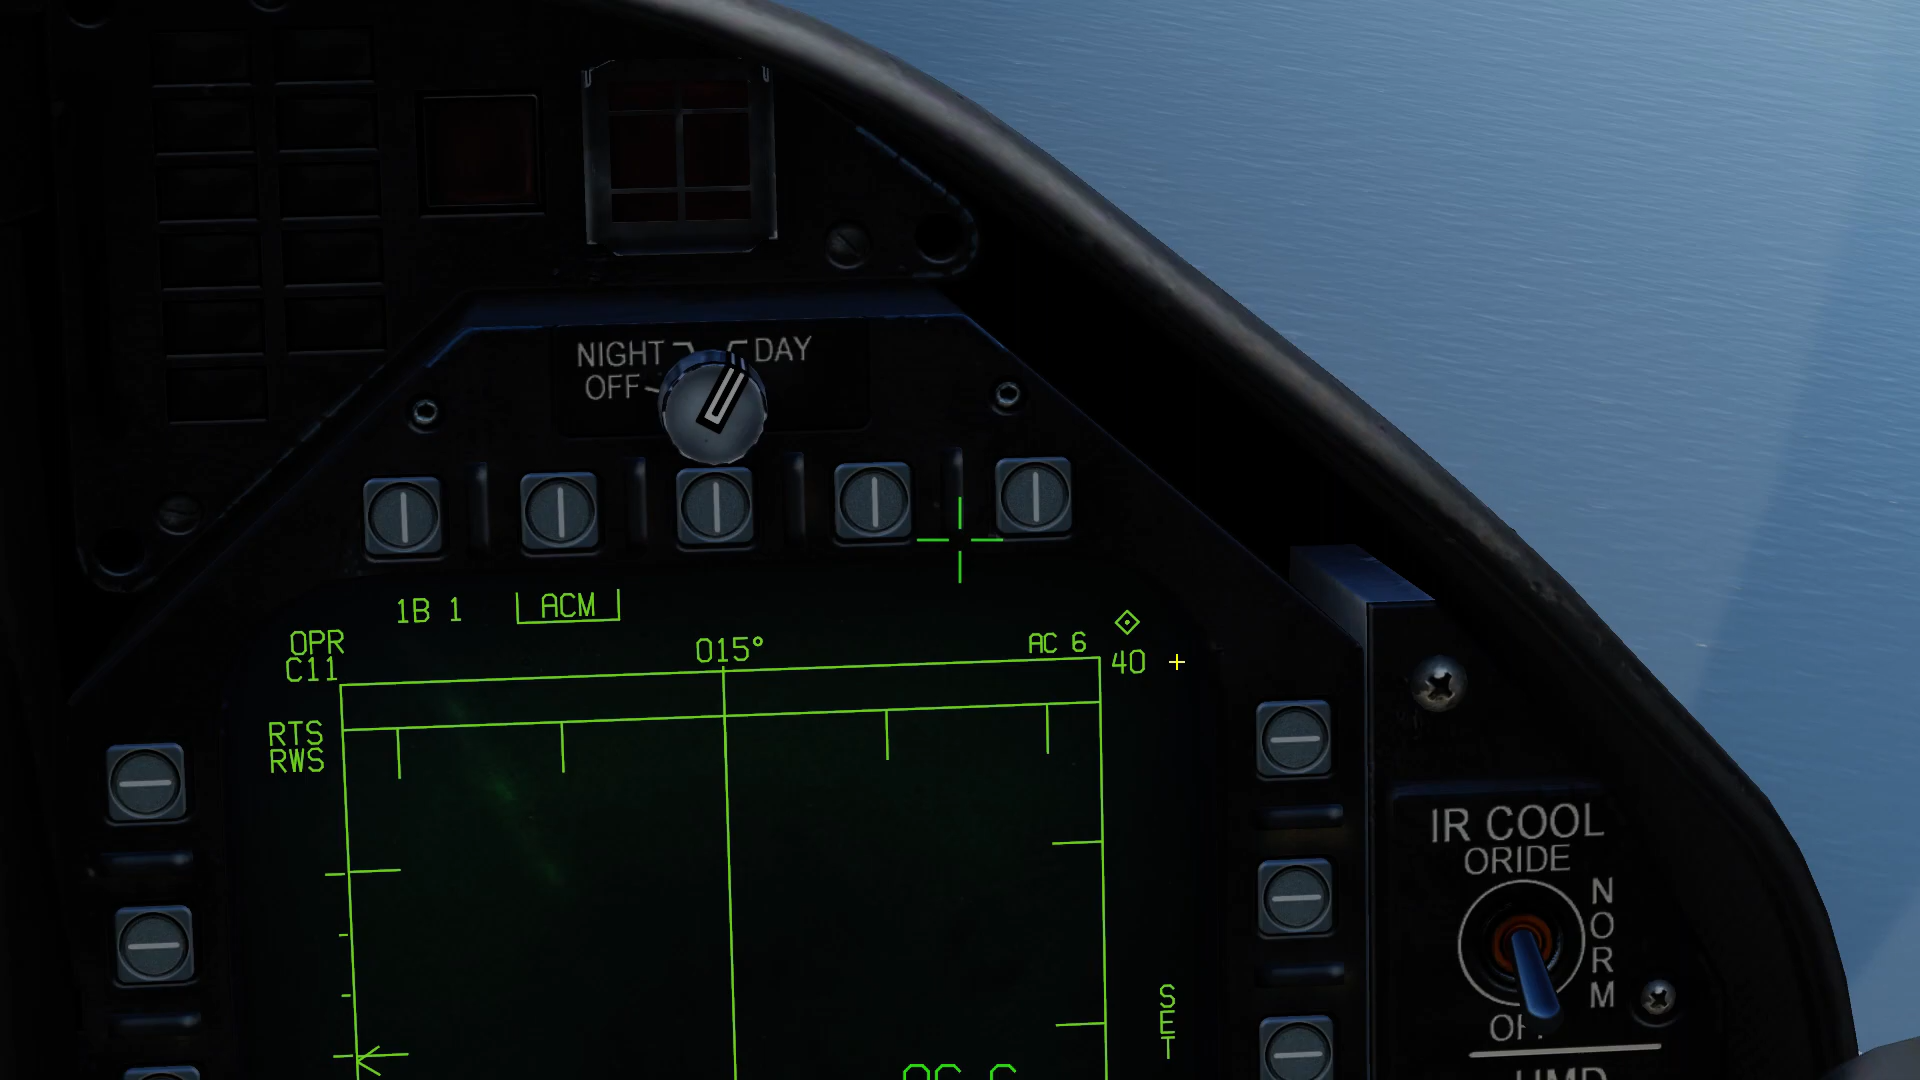 NIGHT DAY
OFF
1B 1 ACM
OPR
C11
015°
AC 6
40 +
RTS
RWS
SET
IR COOL
ORIDE
NORM